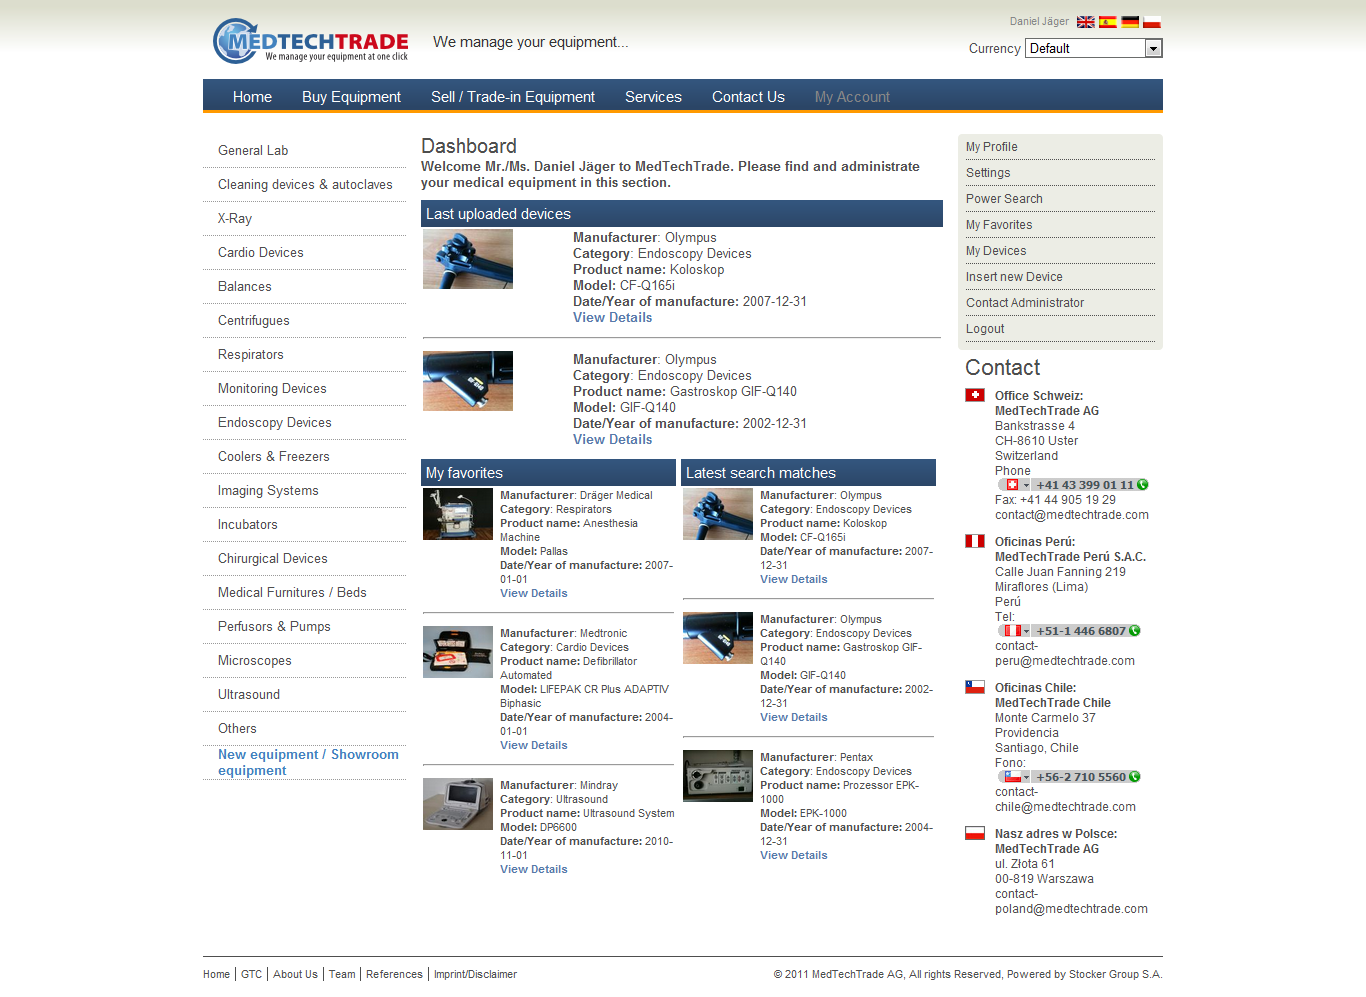 MEDTECHTRADE
We manage your equipment at one click
We manage your equipment...
Daniel Jäger
Currency Default
Home Buy Equipment Sell / Trade-in Equipment Services Contact Us My Account
General Lab
Cleaning devices & autoclaves
X-Ray
Cardio Devices
Balances
Centrifugues
Respirators
Monitoring Devices
Endoscopy Devices
Coolers & Freezers
Imaging Systems
Incubators
Chirurgical Devices
Medical Furnitures / Beds
Perfusors & Pumps
Microscopes
Ultrasound
Others
New equipment / Showroom
equipment
Dashboard
Welcome Mr./Ms. Daniel Jäger to MedTechTrade. Please find and administrate
your medical equipment in this section.
Last uploaded devices
Manufacturer: Olympus
Category: Endoscopy Devices
Product name: Koloskop
Model: CF-Q165i
Date/Year of manufacture: 2007-12-31
View Details
Manufacturer: Olympus
Category: Endoscopy Devices
Product name: Gastroskop GIF-Q140
Model: GIF-Q140
Date/Year of manufacture: 2002-12-31
View Details
My favorites
Manufacturer: Dräger Medical
Category: Respirators
Product name: Anesthesia
Machine
Model: Pallas
Date/Year of manufacture: 2007-
01-01
View Details
Manufacturer: Medtronic
Category: Cardio Devices
Product name: Defibrillator
Automated
Model: LIFEPAK CR Plus ADAPTIV
Biphasic
Date/Year of manufacture: 2004-
01-01
View Details
Manufacturer: Mindray
Category: Ultrasound
Product name: Ultrasound System
Model: DP6600
Date/Year of manufacture: 2010-
11-01
View Details
Latest search matches
Manufacturer: Olympus
Category: Endoscopy Devices
Product name: Koloskop
Model: CF-Q165i
Date/Year of manufacture: 2007-
12-31
View Details
Manufacturer: Olympus
Category: Endoscopy Devices
Product name: Gastroskop GIF-
Q140
Model: GIF-Q140
Date/Year of manufacture: 2002-
12-31
View Details
Manufacturer: Pentax
Category: Endoscopy Devices
Product name: Prozessor EPK-
1000
Model: EPK-1000
Date/Year of manufacture: 2004-
12-31
View Details
My Profile
Settings
Power Search
My Favorites
My Devices
Insert new Device
Contact Administrator
Logout
Contact
Office Schweiz:
MedTechTrade AG
Bankstrasse 4
CH-8610 Uster
Switzerland
Phone
+41 43 399 01 11
Fax: +41 44 905 19 29
contact@medtechtrade.com
Oficinas Perú:
MedTechTrade Perú S.A.C.
Calle Juan Fanning 219
Miraflores (Lima)
Perú
Tel:
+51-1 446 6807
contact-
peru@medtechtrade.com
Oficinas Chile:
MedTechTrade Chile
Monte Carmelo 37
Providencia
Santiago, Chile
Fono:
+56-2 710 5560
contact-
chile@medtechtrade.com
Nasz adres w Polsce:
MedTechTrade AG
ul. Złota 61
00-819 Warszawa
contact-
poland@medtechtrade.com
Home | GTC | About Us | Team | References | Imprint/Disclaimer
© 2011 MedTechTrade AG, All rights Reserved, Powered by Stocker Group S.A.